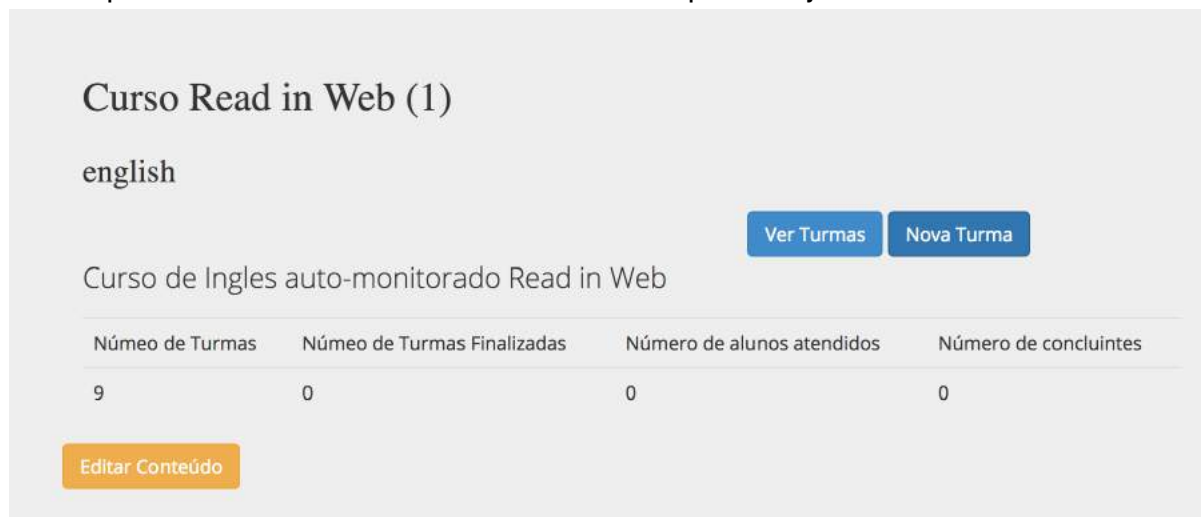 Curso Read in Web (1)
english
Ver Turmas Nova Turma
Curso de Ingles auto-monitorado Read in Web
Númeo de Turmas Númeo de Turmas Finalizadas Número de alunos atendidos Número de concluintes
9 0 0 0
Editar Conteúdo